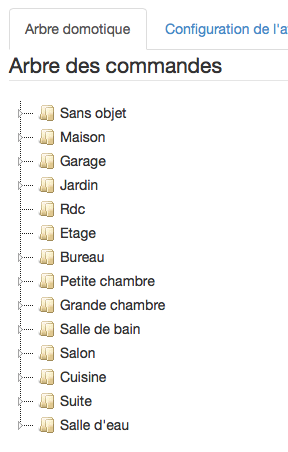 Arbre domotique
Configuration de l'a
Arbre des commandes
Sans objet
Maison
Garage
Jardin
Rdc
Etage
Bureau
Petite chambre
Grande chambre
Salle de bain
Salon
Cuisine
Suite
Salle d'eau